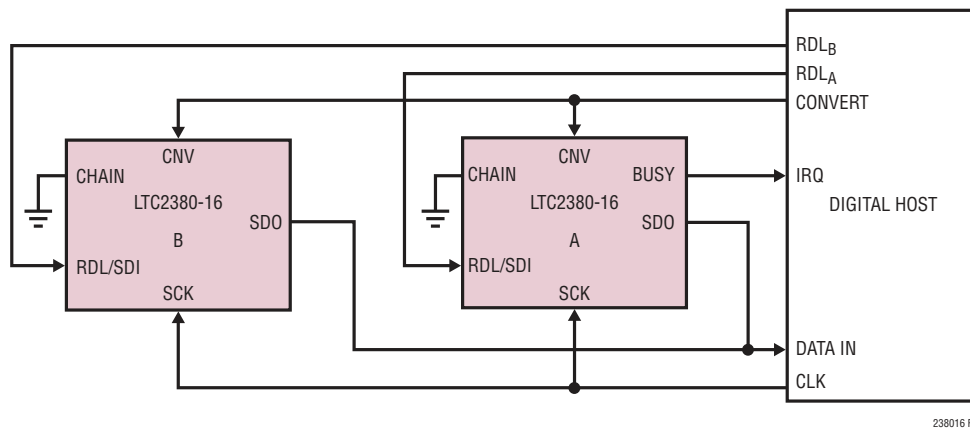 RDLB
RDLA
CONVERT
IRQ
DIGITAL HOST
DATA IN
CLK
CNV
CHAIN
LTC2380-16
SDO
B
RDL/SDI
SCK
CNV
CHAIN
BUSY
LTC2380-16
SDO
A
RDL/SDI
SCK
238016